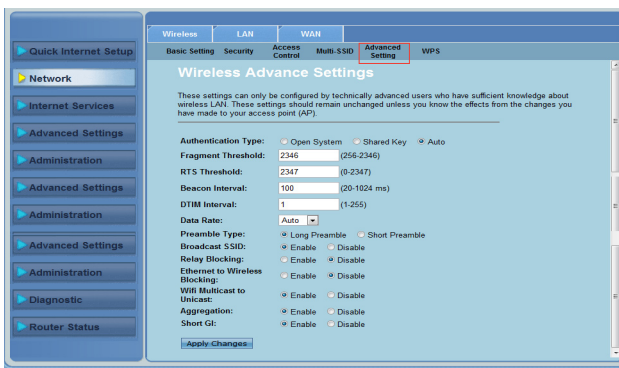 Wireless LAN WAN
Basic Setting Security Access Control Multi-SSID Advanced Setting WPS
Quick Internet Setup
Network
Internet Services
Advanced Settings
Administration
Advanced Settings
Administration
Advanced Settings
Administration
Diagnostic
Router Status
Wireless Advance Settings
These settings can only be configured by technically advanced users who have sufficient knowledge about
wireless LAN. These settings should remain unchanged unless you know the effects from the changes you
have made to your access point (AP).
Authentication Type: Open System Shared Key Auto
Fragment Threshold: 2346 (256-2346)
RTS Threshold: 2347 (0-2347)
Beacon Interval: 100 (20-1024 ms)
DTIM Interval: 1 (1-255)
Data Rate: Auto
Preamble Type: Long Preamble Short Preamble
Broadcast SSID: Enable Disable
Relay Blocking: Enable Disable
Ethernet to Wireless
Blocking: Enable Disable
Wifi Multicast to
Unicast: Enable Disable
Aggregation: Enable Disable
Short GI: Enable Disable
Apply Changes